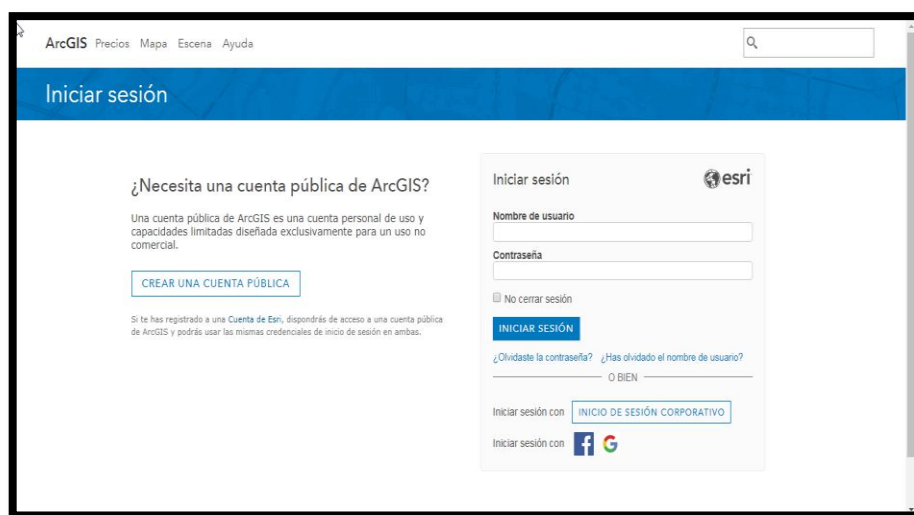 ArcGIS Precios Mapa Escena Ayuda
Iniciar sesión
¿Necesita una cuenta pública de ArcGIS?
Una cuenta pública de ArcGIS es una cuenta personal de uso y
capacidades limitadas diseñada exclusivamente para un uso no
comercial.
CREAR UNA CUENTA PÚBLICA
Si te has registrado a una Cuenta de Esri, dispondrás de acceso a una cuenta pública
de ArcGIS y podrás usar las mismas credenciales de inicio de sesión en ambas.
Iniciar sesión
esri
Nombre de usuario
Contraseña
No cerrar sesión
INICIAR SESIÓN
¿Olvidaste la contraseña? ¿Has olvidado el nombre de usuario?
O BIEN
Iniciar sesión con INICIO DE SESIÓN CORPORATIVO
Iniciar sesión con f G